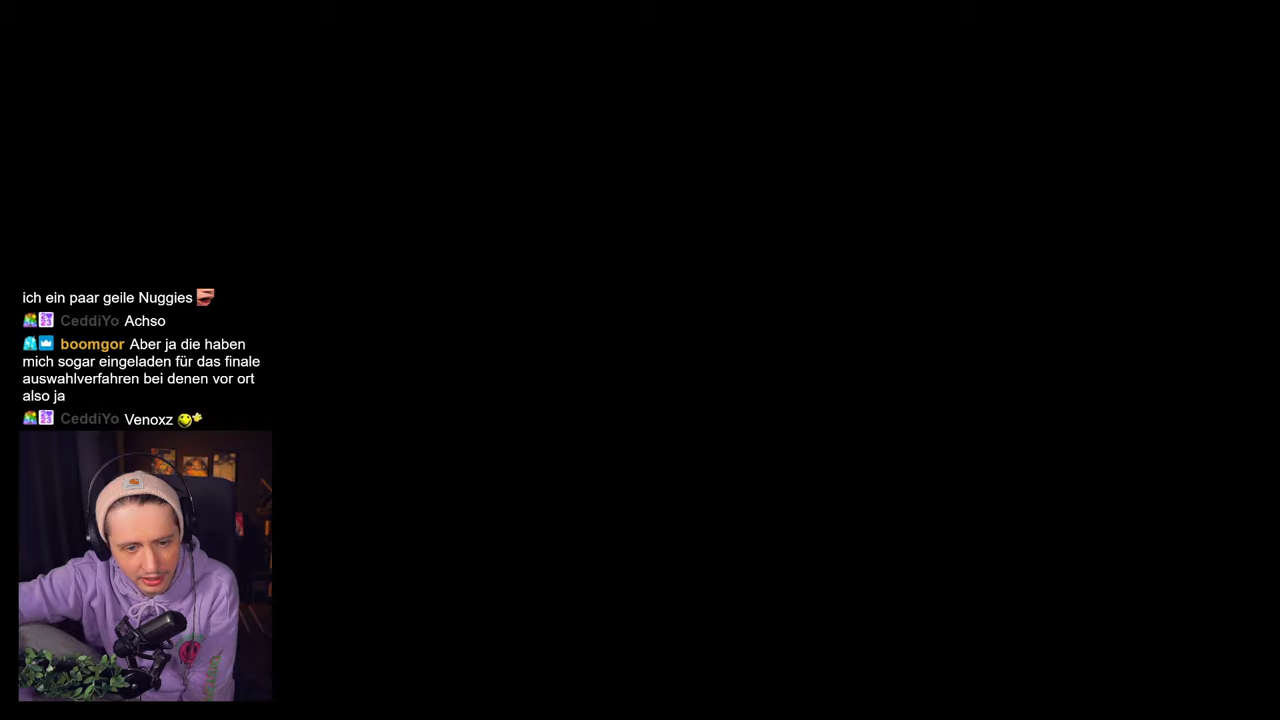 ich ein paar geile Nuggies
CeddiYo Achso
boomgor Aber ja die haben
mich sogar eingeladen für das finale
auswahlverfahren bei denen vor ort
also ja
CeddiYo Venoxz